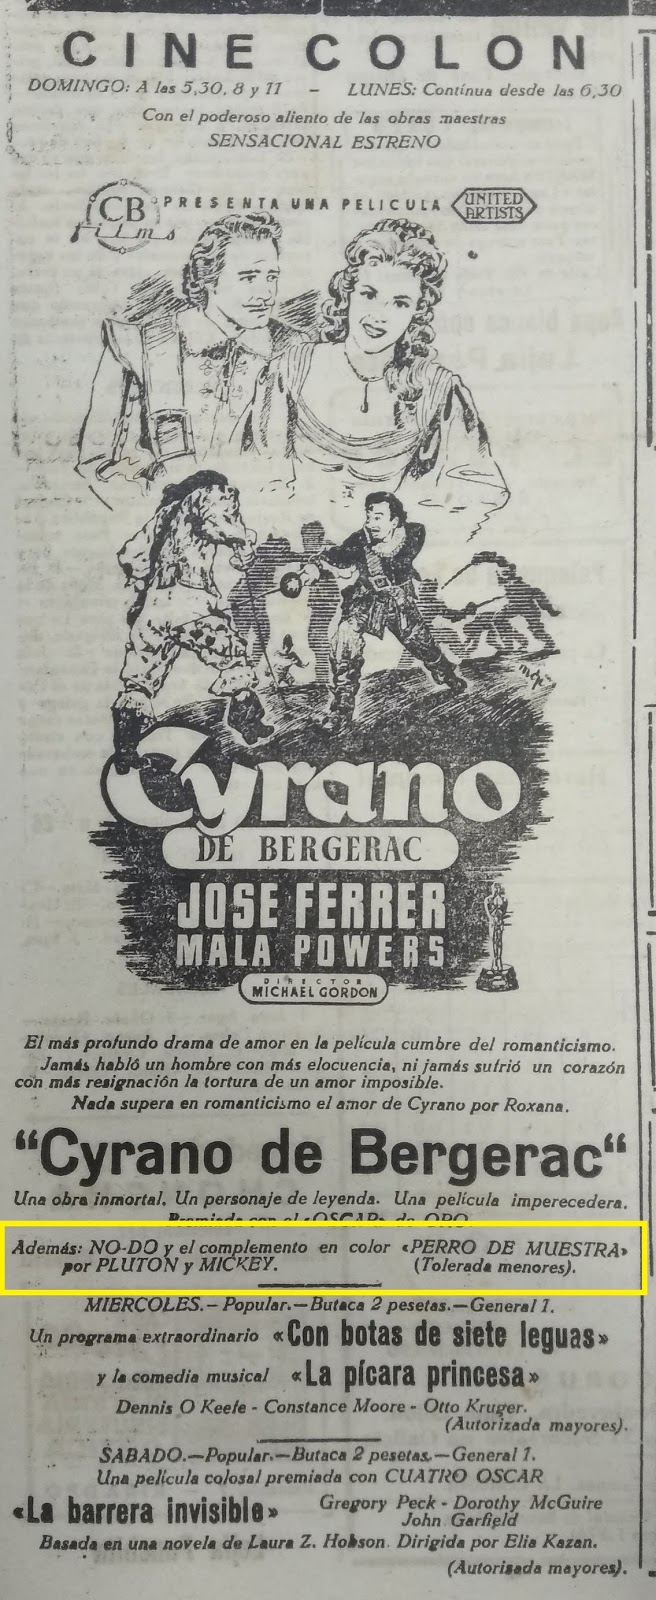 CINE COLON
DOMINGO: A las 5,30, 8 y 11 — LUNES: Contínua desde las 6,30
Con el poderoso aliento de las obras maestras
SENSACIONAL ESTRENO
CB Films PRESENTA UNA PELICULA UNITED ARTISTS
Cyrano
DE BERGERAC
JOSE FERRER
MALA POWERS
DIRECTOR
MICHAEL GORDON
El más profundo drama de amor en la película cumbre del romanticismo.
Jamás habló un hombre con más elocuencia, ni jamás sufrió un corazón
con más resignación la tortura de un amor imposible.
Nada supera en romanticismo el amor de Cyrano por Roxana.
"Cyrano de Bergerac"
Una obra inmortal. Un personaje de leyenda. Una película imperecedera.
Premiada con el «OSCAR» de ORO
Además: NO-DO y el complemento en color «PERRO DE MUESTRA»
por PLUTON y MICKEY. (Tolerada menores).
MIERCOLES.— Popular.—Butaca 2 pesetas.—General 1.
Un programa extraordinario «Con botas de siete leguas»
y la comedia musical «La pícara princesa»
Dennis O Keefe - Constance Moore - Otto Kruger.
(Autorizada mayores).
SABADO.—Popular.—Butaca 2 pesetas.—General 1.
Una película colosal premiada con CUATRO OSCAR
«La barrera invisible» Gregory Peck - Dorothy McGuire
John Garfield
Basada en una novela de Laura Z. Hobson. Dirigida por Elia Kazan.
(Autorisada mayores).